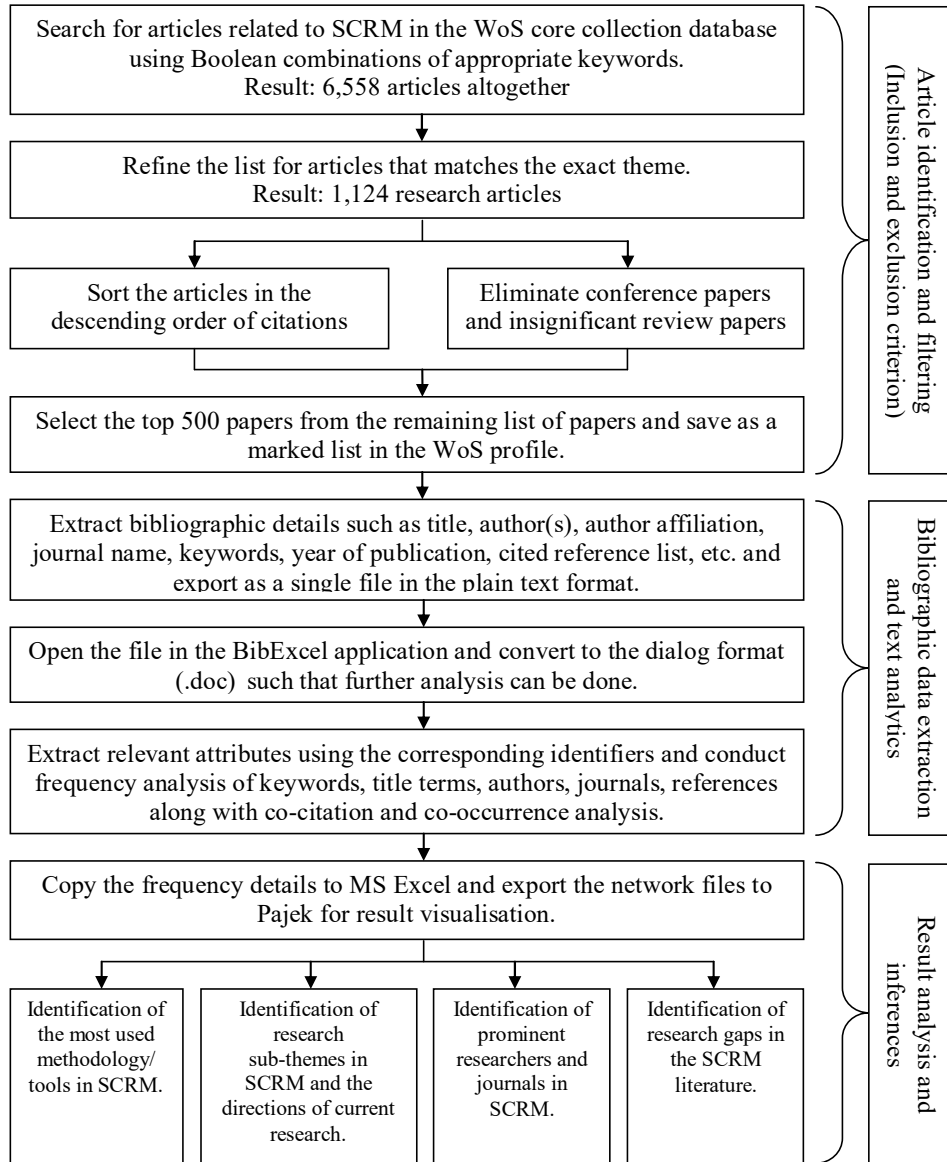 Search for articles related to SCRM in the WoS core collection database
using Boolean combinations of appropriate keywords.
Result: 6,558 articles altogether
Refine the list for articles that matches the exact theme.
Result: 1,124 research articles
Sort the articles in the
descending order of citations
Eliminate conference papers
and insignificant review papers
Select the top 500 papers from the remaining list of papers and save as a
marked list in the WoS profile.
Article identification and filtering
(Inclusion and exclusion criterion)
Extract bibliographic details such as title, author(s), author affiliation,
journal name, keywords, year of publication, cited reference list, etc. and
export as a single file in the plain text format.
Open the file in the BibExcel application and convert to the dialog format
(.doc) such that further analysis can be done.
Extract relevant attributes using the corresponding identifiers and conduct
frequency analysis of keywords, title terms, authors, journals, references
along with co-citation and co-occurrence analysis.
Bibliographic data extraction
and text analytics
Copy the frequency details to MS Excel and export the network files to
Pajek for result visualisation.
Identification of
the most used
methodology/
tools in SCRM.
Identification of
research
sub-themes in
SCRM and the
directions of current
research.
Identification of
prominent
researchers and
journals in
SCRM.
Identification of
research gaps in
the SCRM
literature.
Result analysis and
inferences